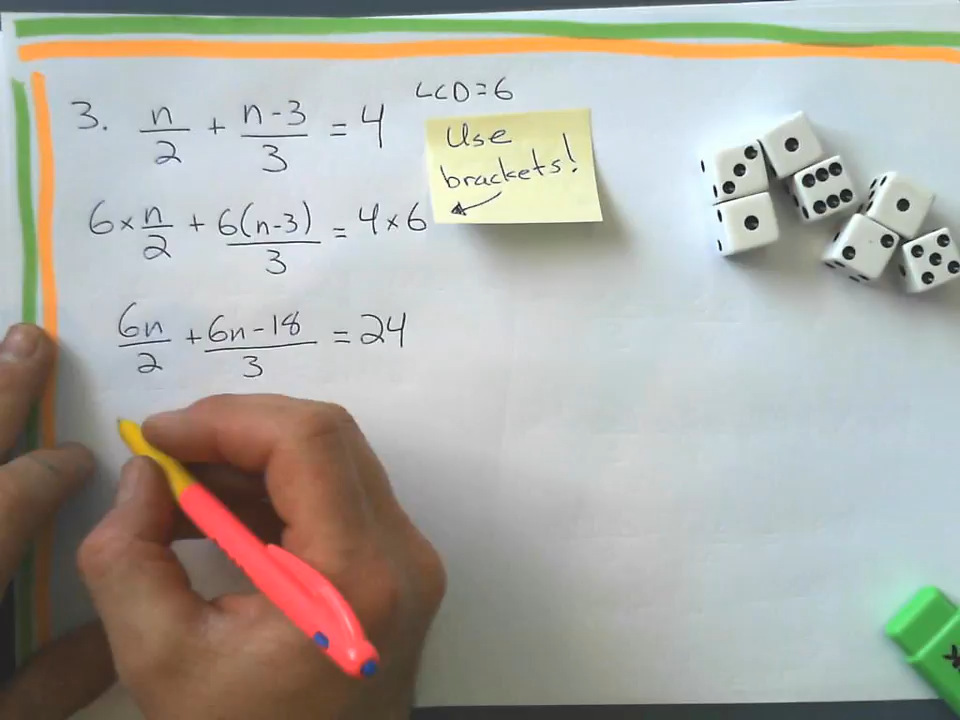 3. n/2 + n-3/3 = 4
LCD=6
Use
brackets!
6×n/2 + 6(n-3)/3 = 4×6
6n/2 + 6n-18/3 = 24